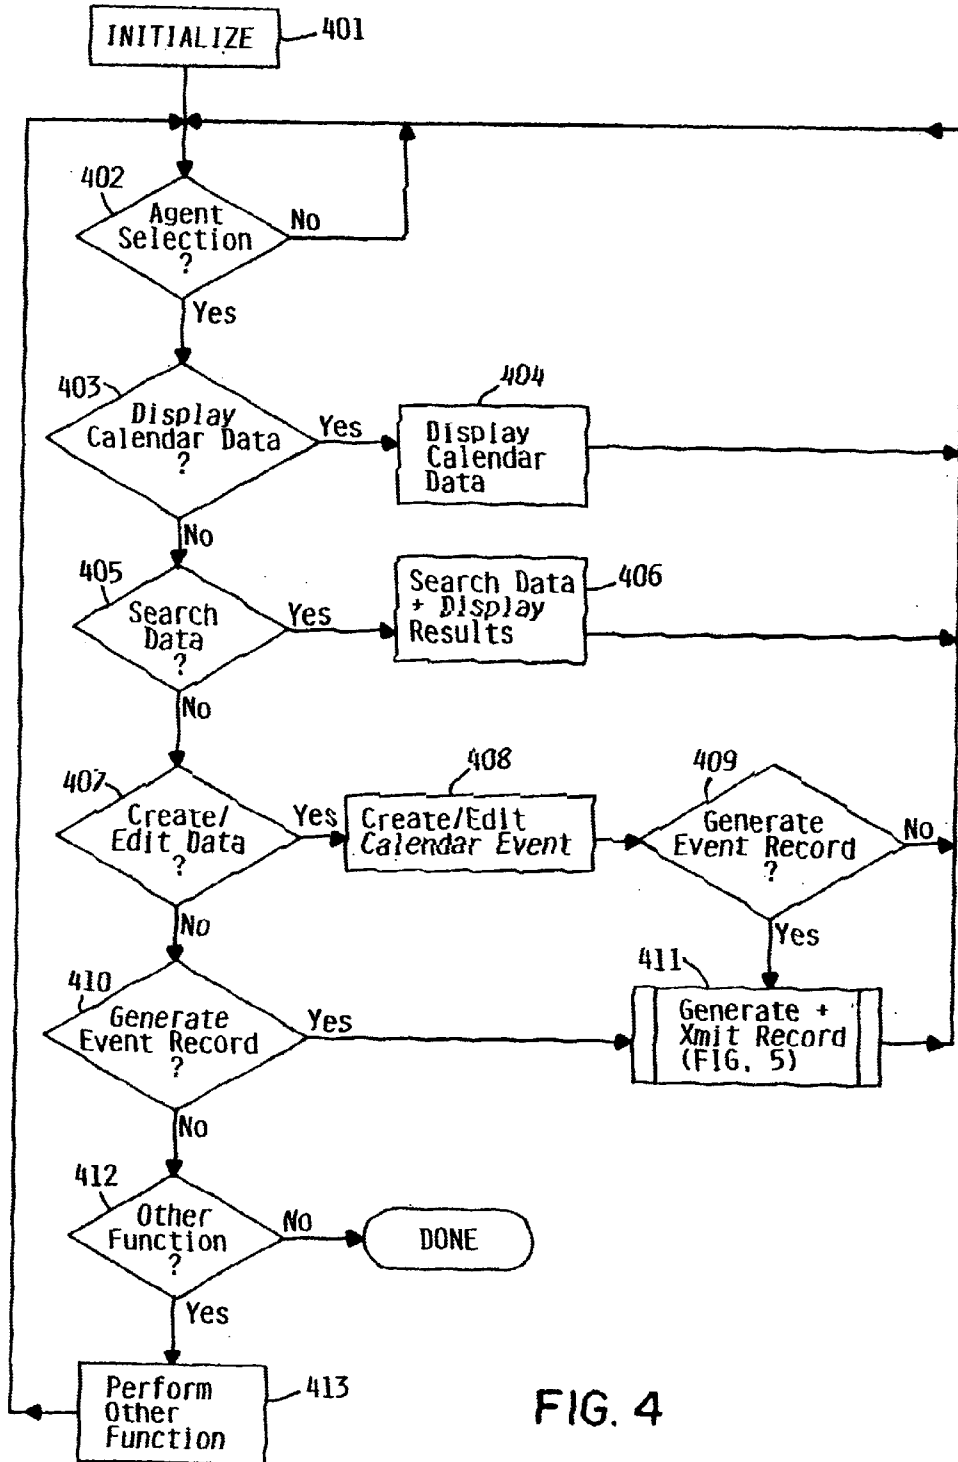 INITIALIZE
401
402
Agent
Selection
?
No
Yes
403
Display
Calendar Data
?
Yes
404
Display
Calendar
Data
No
405
Search
Data
?
Yes
Search Data
+ Display
Results
406
No
407
Create/
Edit Data
?
Yes
408
Create/Edit
Calendar Event
409
Generate
Event Record
?
No
No
Yes
410
Generate
Event Record
?
Yes
411
Generate +
Xmit Record
(FIG. 5)
No
412
Other
Function
?
No
DONE
Yes
Perform
Other
Function
413
FIG. 4